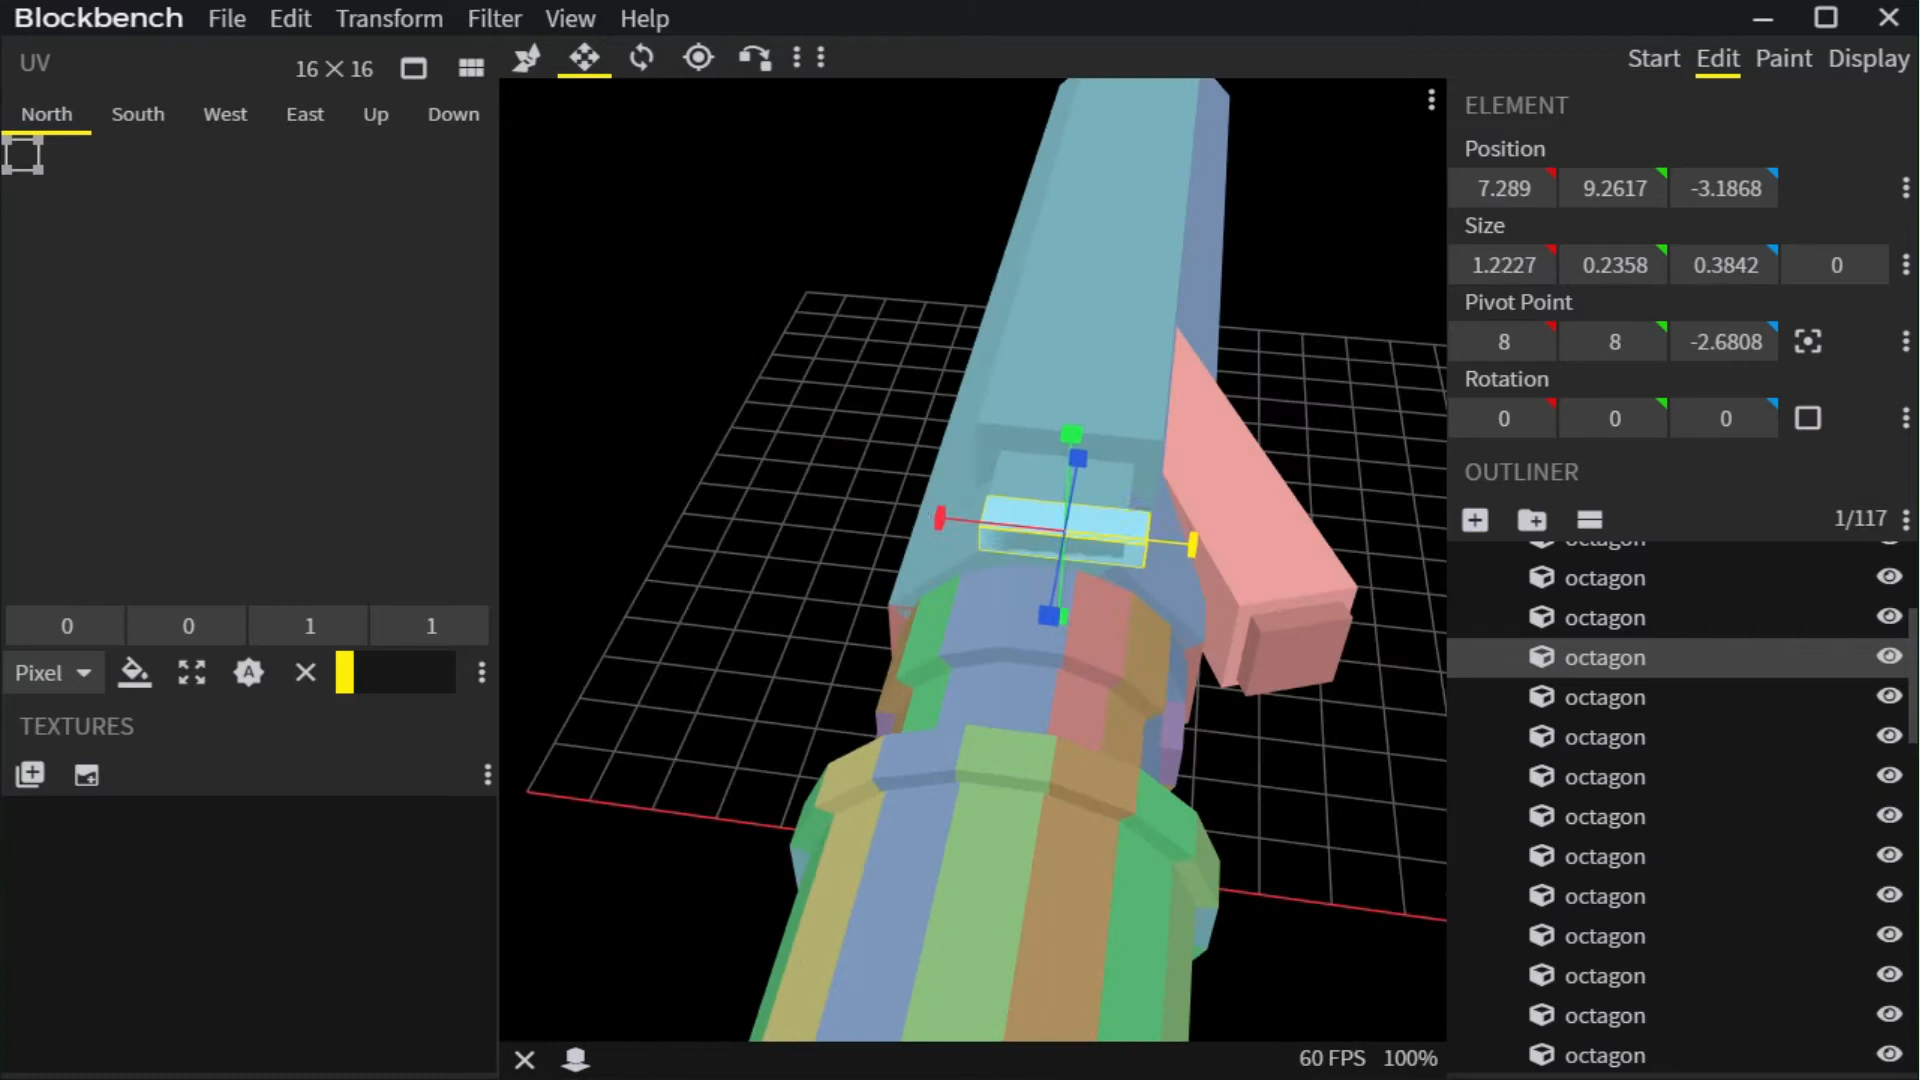 Blockbench File Edit Transform Filter View Help
UV 16 × 16
Start Edit Paint Display
North South West East Up Down
ELEMENT
Position
7.289 9.2617 -3.1868
Size
1.2227 0.2358 0.3842 0
Pivot Point
8 8 -2.6808
Rotation
0 0 0
OUTLINER
1/117
octagon
octagon
octagon
octagon
octagon
octagon
octagon
octagon
octagon
octagon
octagon
octagon
octagon
octagon
0 0 1 1
Pixel
TEXTURES
60 FPS 100%